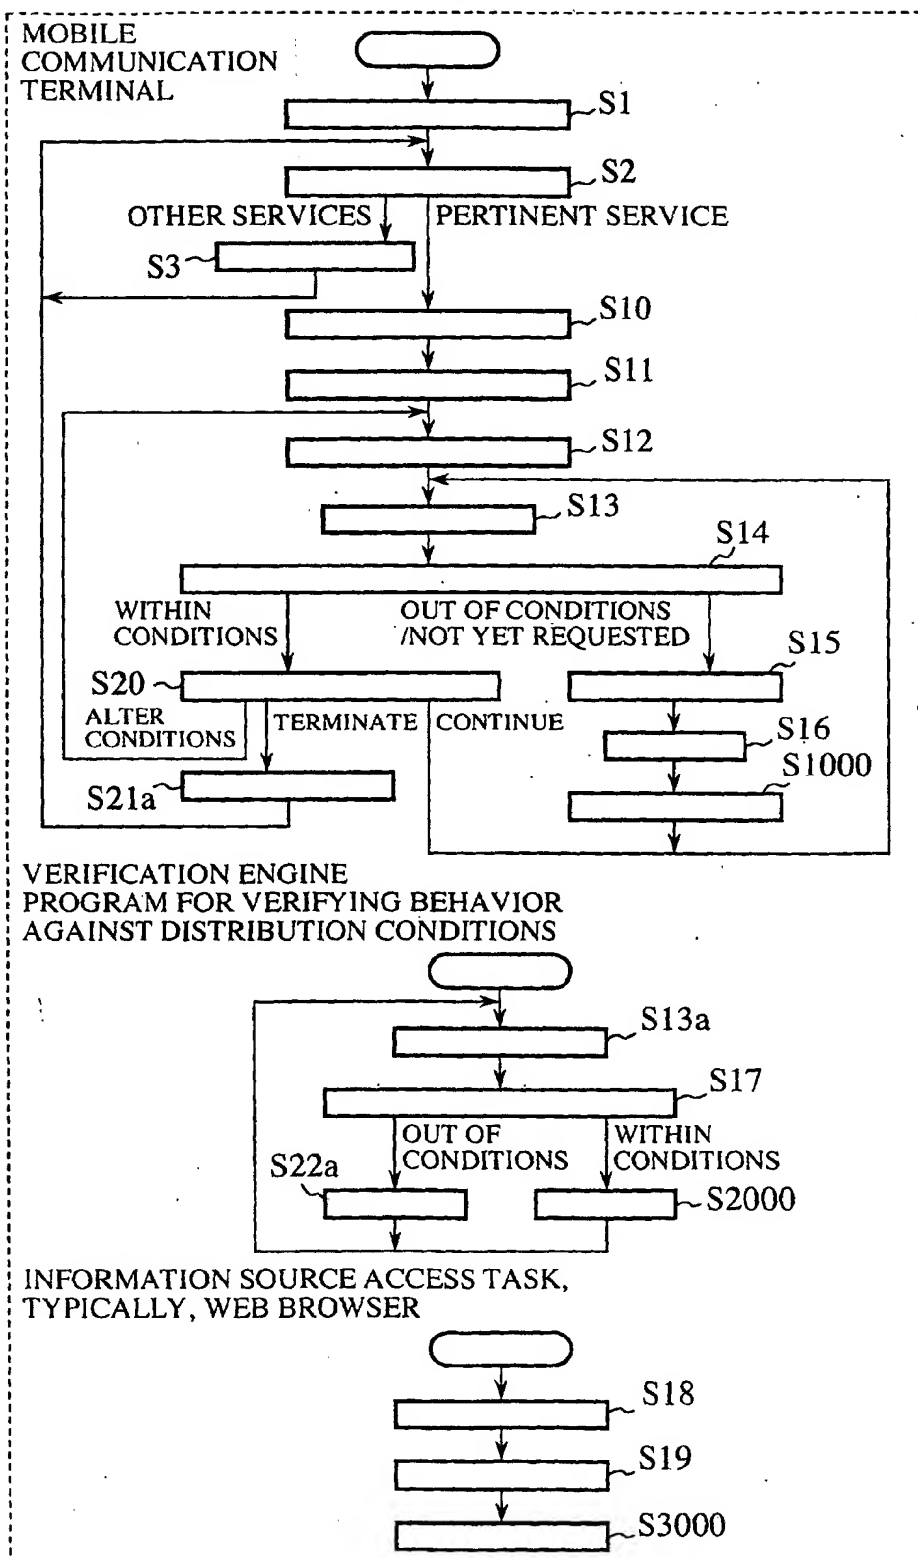 MOBILE
COMMUNICATION
TERMINAL
S1
S2
OTHER SERVICES
PERTINENT SERVICE
S3
S10
S11
S12
S13
S14
WITHIN
CONDITIONS
OUT OF CONDITIONS
/NOT YET REQUESTED
S15
S20
ALTER
CONDITIONS
TERMINATE
CONTINUE
S16
S1000
S21a
VERIFICATION ENGINE
PROGRAM FOR VERIFYING BEHAVIOR
AGAINST DISTRIBUTION CONDITIONS
S13a
S17
OUT OF
CONDITIONS
WITHIN
CONDITIONS
S22a
S2000
INFORMATION SOURCE ACCESS TASK,
TYPICALLY, WEB BROWSER
S18
S19
S3000